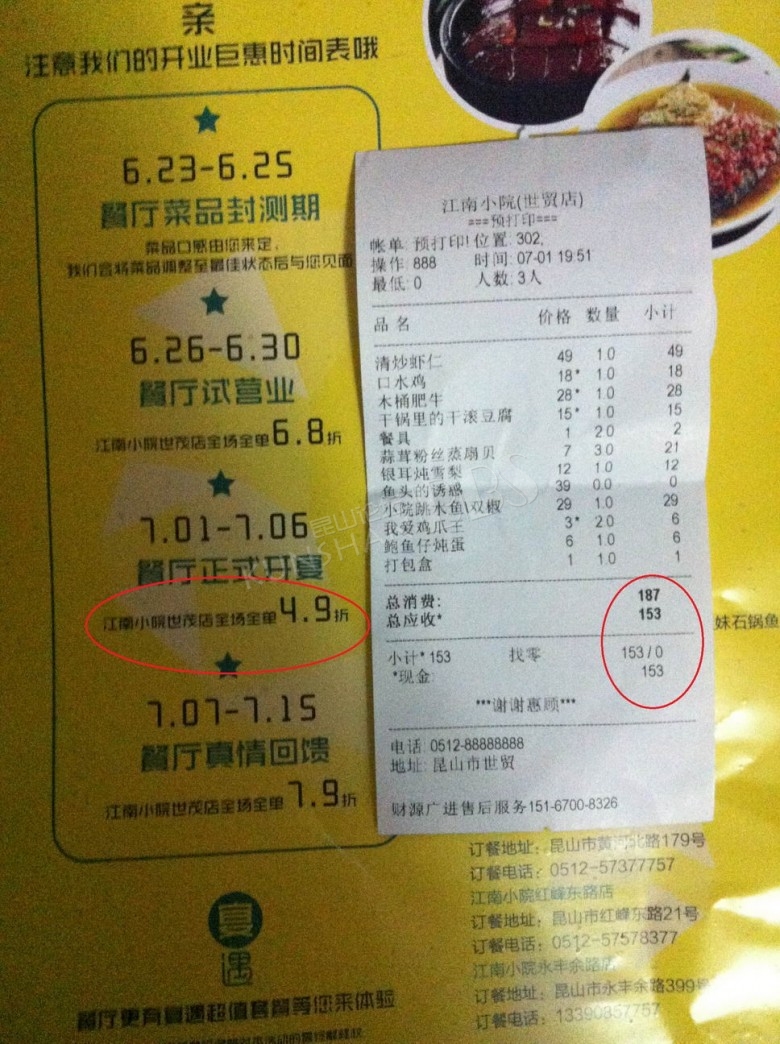 亲
注意我们的开业巨惠时间表哦
6.23-6.25
餐厅菜品封测期
菜品口感由您来定，
我们会将菜品调整至最佳状态后与您见面
6.26-6.30
餐厅试营业
江南小院世茂店全场全单6.8折
7.01-7.06
餐厅正式开宴
江南小院世茂店全场全单4.9折
7.07-7.15
餐厅真情回馈
江南小院世茂店全场全单7.9折
宴遇
餐厅更有宴遇超值套餐等您来体验
江南小院(世贸店)
===预打印===
帐单: 预打印! 位置: 302,
操作: 888 时间: 07-01 19:51
最低: 0 人数: 3人
品名 价格 数量 小计
清炒虾仁 49 1.0 49
口水鸡 18* 1.0 18
木桶肥牛 28* 1.0 28
干锅里的干滚豆腐 15* 1.0 15
餐具 1 2.0 2
蒜茸粉丝蒸扇贝 7 3.0 21
银耳炖雪梨 12 1.0 12
鱼头的诱惑 39 0.0 0
小院跳水鱼\双椒 29 1.0 29
我爱鸡爪王 3* 2.0 6
鲍鱼仔炖蛋 6 1.0 6
打包盒 1 1.0 1
总消费: 187
总应收* 153
小计* 153 找零 153 / 0
*现金: 153
***谢谢惠顾***
电话: 0512-88888888
地址: 昆山市世贸
财源广进售后服务151-6700-8326
妹石锅鱼
订餐地址：昆山市黄河北路179号
订餐电话：0512-57377757
江南小院红峰东路店
订餐地址：昆山市红峰东路21号
订餐电话：0512-57578377
江南小院永丰余路店
订餐地址：昆山市永丰余路399号
订餐电话：13390857757